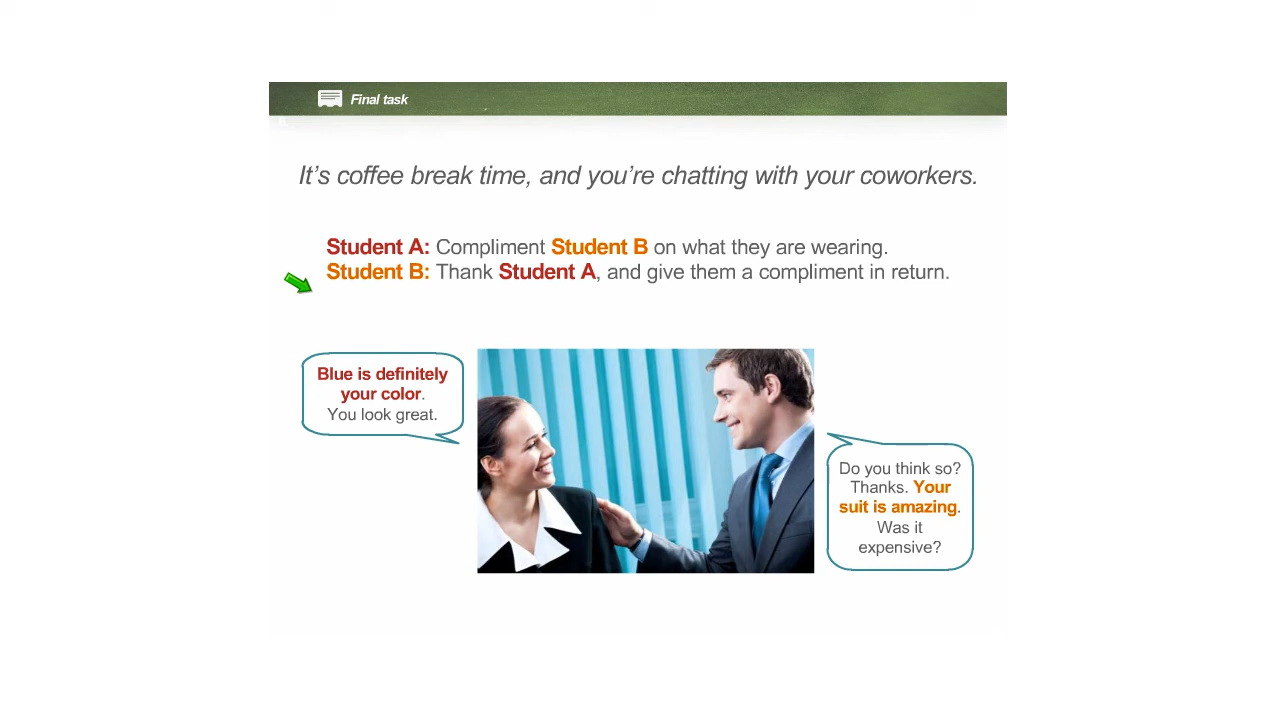 Final task
It's coffee break time, and you're chatting with your coworkers.
Student A: Compliment Student B on what they are wearing.
Student B: Thank Student A, and give them a compliment in return.
Blue is definitely
your color.
You look great.
Do you think so?
Thanks. Your
suit is amazing.
Was it
expensive?